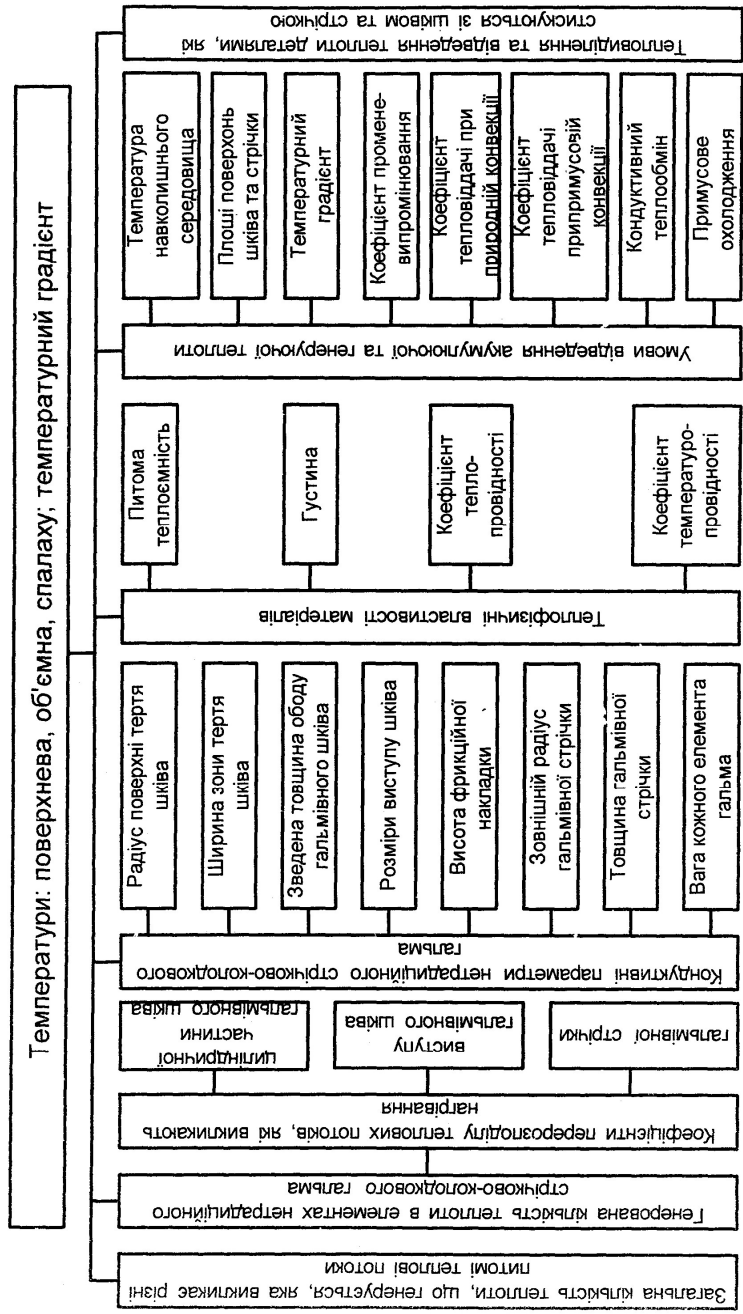 Температури: поверхнева, об'ємна, спалаху; температурний градієнт
Загальна кількість теплоти, що генерується, яка викликає різні
питомі теплові потоки
Генерована кількість теплоти в елементах нетрадиційного
стрічково-колодкового гальма
Коефіцієнти перерозподілу теплових потоків, які викликають
нагрівання
циліндричної
частини
гальмівного шківа
виступу
гальмівного шківа
гальмівної стрічки
Кондуктивні параметри нетрадиційного стрічково-колодкового
гальма
Радіус поверхні тертя
шківа
Ширина зони тертя
шківа
Зведена товщина ободу
гальмівного шківа
Розміри виступу шківа
Висота фрикційної
накладки
Зовнішній радіус
гальмівної стрічки
Товщина гальмівної
стрічки
Вага кожного елемента
гальма
Теплофізичні властивості матеріалів
Питома
теплоємність
Густина
Коефіцієнт
тепло-
провідності
Коефіцієнт
температуро-
провідності
Умови відведення акумулюючої та генеруючої теплоти
Температура
навколишнього
середовища
Площі поверхонь
шківа та стрічки
Температурний
градієнт
Коефіцієнт промене-
випромінювання
Коефіцієнт
тепловіддачі при
природній конвекції
Коефіцієнт
тепловіддачі
припримусовій
конвекції
Кондуктивний
теплообмін
Примусове
охолодження
Тепловиділення та відведення теплоти деталями, які
стискуються зі шківом та стрічкою